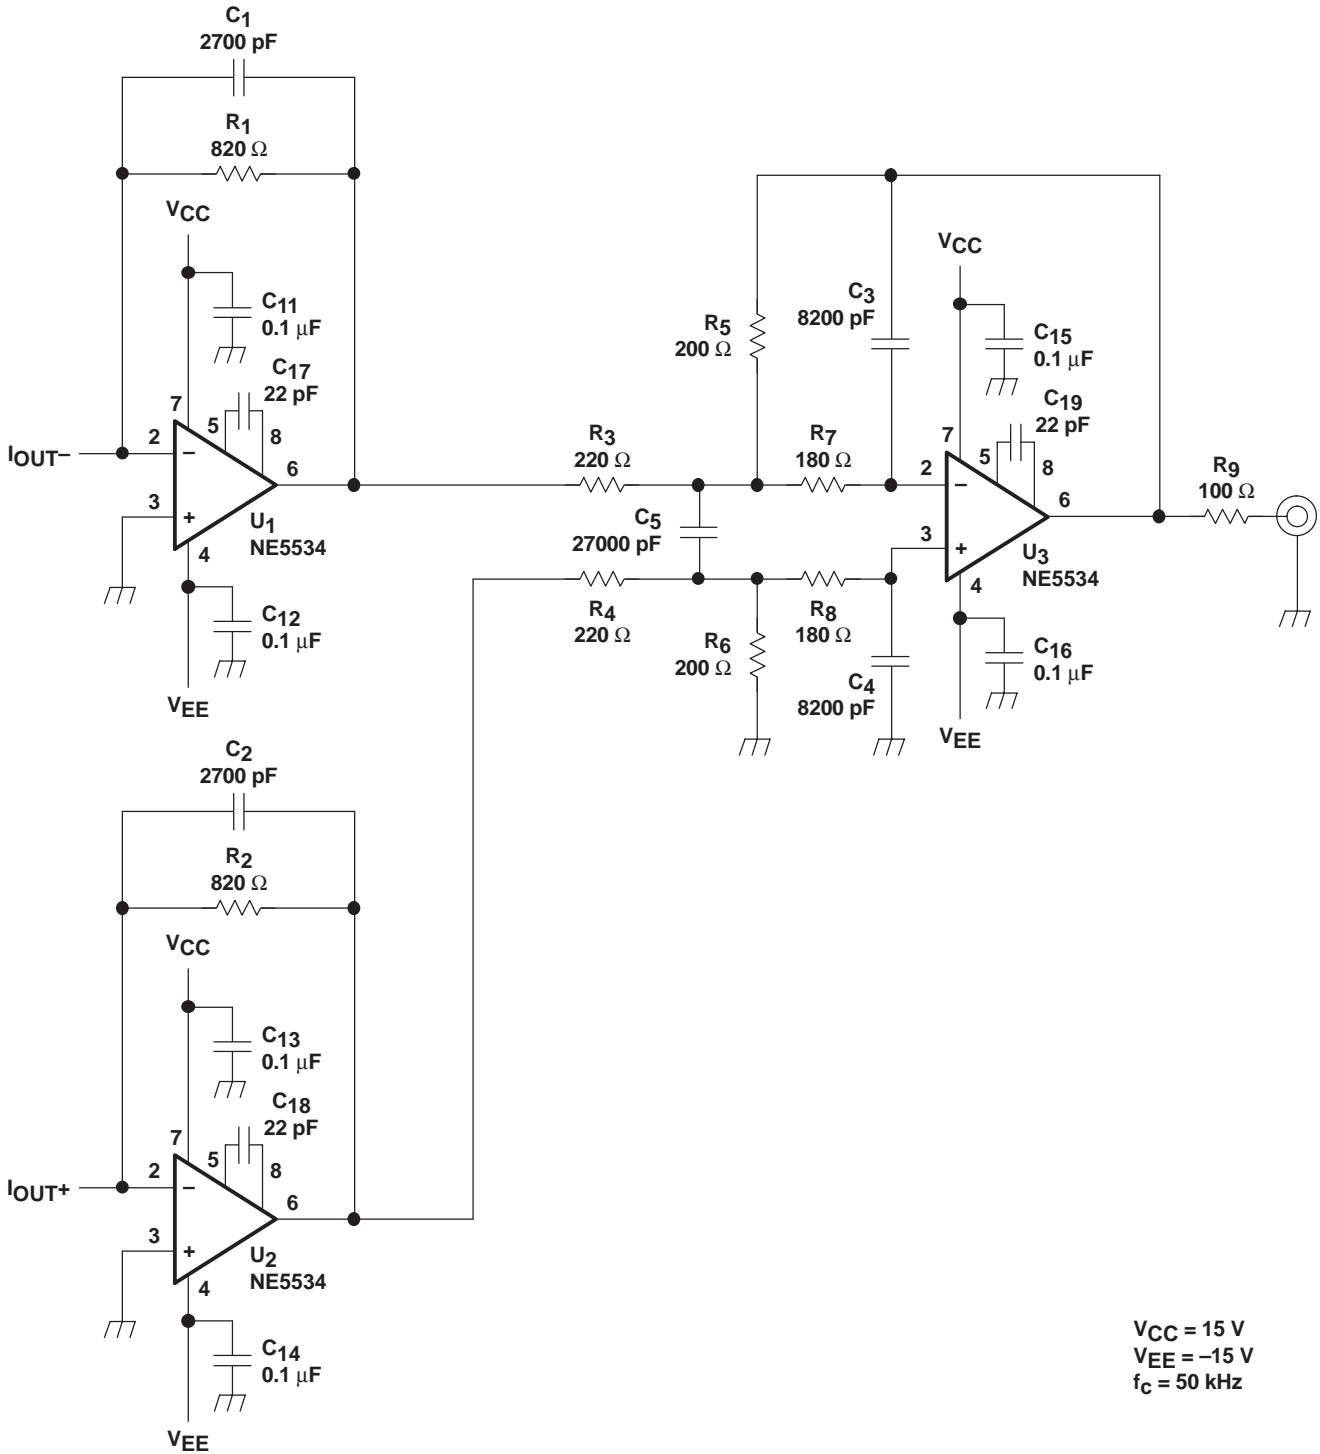 C1
2700 pF
R1
820 Ω
VCC
C11
0.1 μF
C17
22 pF
7
5
8
2
–
IOUT–
6
3
+
U1
NE5534
4
C12
0.1 μF
VEE
R3
220 Ω
C5
27000 pF
R4
220 Ω
R5
200 Ω
C3
8200 pF
R7
180 Ω
R8
180 Ω
R6
200 Ω
C4
8200 pF
VCC
C15
0.1 μF
C19
22 pF
7
5
8
2
–
6
3
+
U3
NE5534
4
C16
0.1 μF
VEE
R9
100 Ω
C2
2700 pF
R2
820 Ω
VCC
C13
0.1 μF
C18
22 pF
7
5
8
2
–
IOUT+
6
3
+
U2
NE5534
4
C14
0.1 μF
VEE
VCC = 15 V
VEE = –15 V
fc = 50 kHz